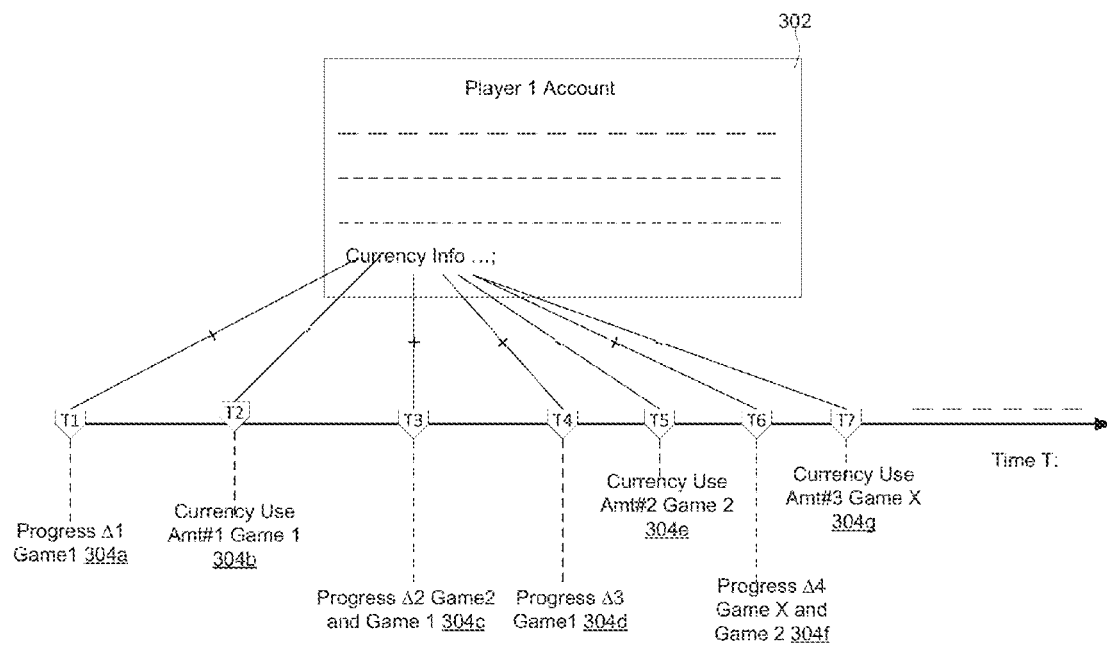 302
Player 1 Account
Currency Info ...;
T1
T2
T3
T4
T5
T6
T7
Time T:
Progress Δ1
Game1 304a
Currency Use
Amt#1 Game 1
304b
Progress Δ2 Game2
and Game 1 304c
Progress Δ3
Game1 304d
Currency Use
Amt#2 Game 2
304e
Progress Δ4
Game X and
Game 2 304f
Currency Use
Amt#3 Game X
304g